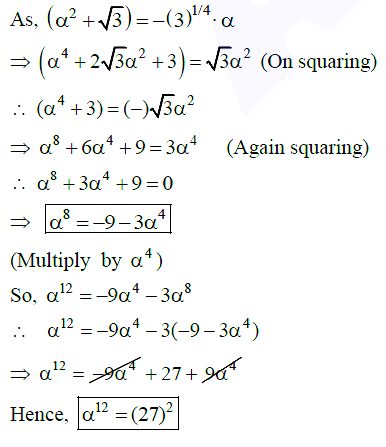 As, (α² + √3) = −(3)^{1/4}·α
⇒ (α⁴ + 2√3α² + 3) = √3α² (On squaring)
∴ (α⁴ + 3) = (−)√3α²
⇒ α⁸ + 6α⁴ + 9 = 3α⁴ (Again squaring)
∴ α⁸ + 3α⁴ + 9 = 0
⇒ α⁸ = −9 − 3α⁴
(Multiply by α⁴)
So, α¹² = −9α⁴ − 3α⁸
∴ α¹² = −9α⁴ − 3(−9 − 3α⁴)
⇒ α¹² = −9α⁴ + 27 + 9α⁴
Hence, α¹² = (27)²